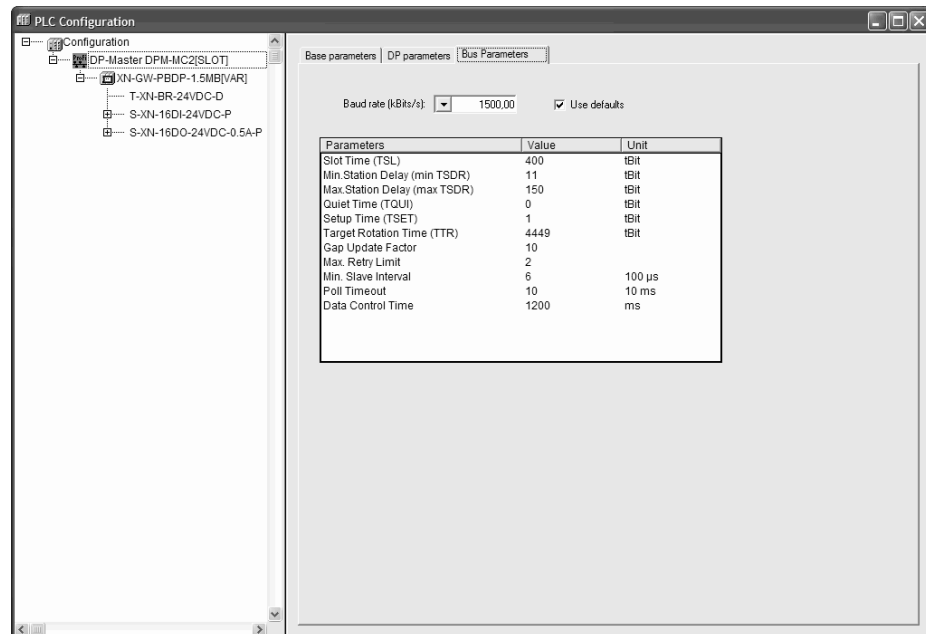 PLC Configuration
Configuration
DP-Master DPM-MC2[SLOT]
XN-GW-PBDP-1.5MB[VAR]
T-XN-BR-24VDC-D
S-XN-16DI-24VDC-P
S-XN-16DO-24VDC-0.5A-P
Base parameters DP parameters Bus Parameters
Baud rate (kBits/s): 1500,00 Use defaults
Parameters Value Unit
Slot Time (TSL) 400 tBit
Min.Station Delay (min TSDR) 11 tBit
Max.Station Delay (max TSDR) 150 tBit
Quiet Time (TQUI) 0 tBit
Setup Time (TSET) 1 tBit
Target Rotation Time (TTR) 4449 tBit
Gap Update Factor 10
Max. Retry Limit 2
Min. Slave Interval 6 100 µs
Poll Timeout 10 10 ms
Data Control Time 1200 ms